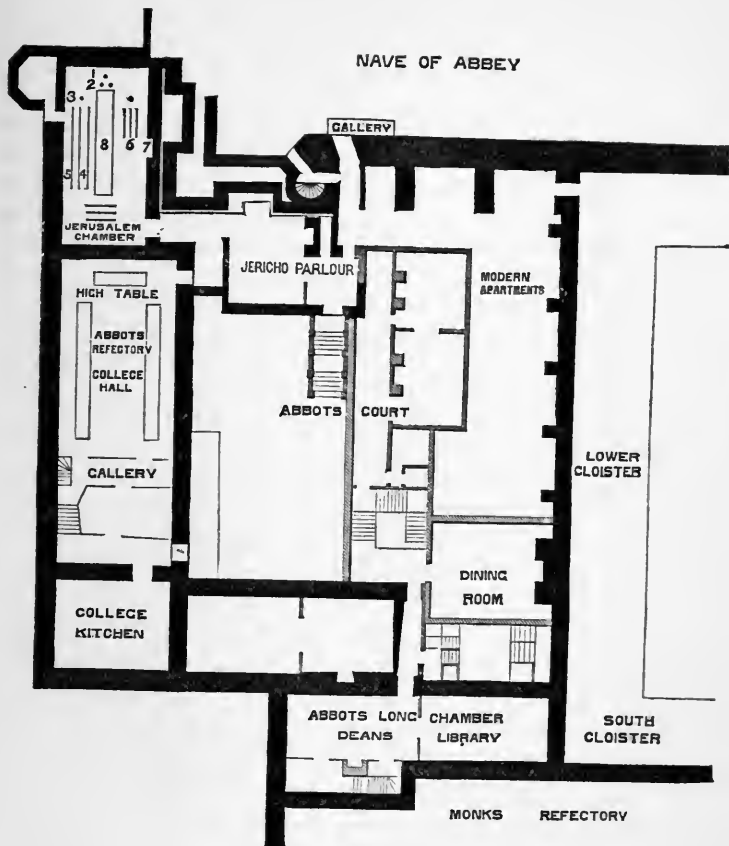 NAVE OF ABBEY
GALLERY
1
2
3
8
6
7
5
4
JERUSALEM
CHAMBER
JERICHO PARLOUR
MODERN
APARTMENTS
HIGH TABLE
ABBOTS
REFECTORY
COLLEGE
HALL
ABBOTS COURT
GALLERY
LOWER
CLOISTER
DINING
ROOM
COLLEGE
KITCHEN
ABBOTS LONG CHAMBER
DEANS LIBRARY
SOUTH
CLOISTER
MONKS REFECTORY